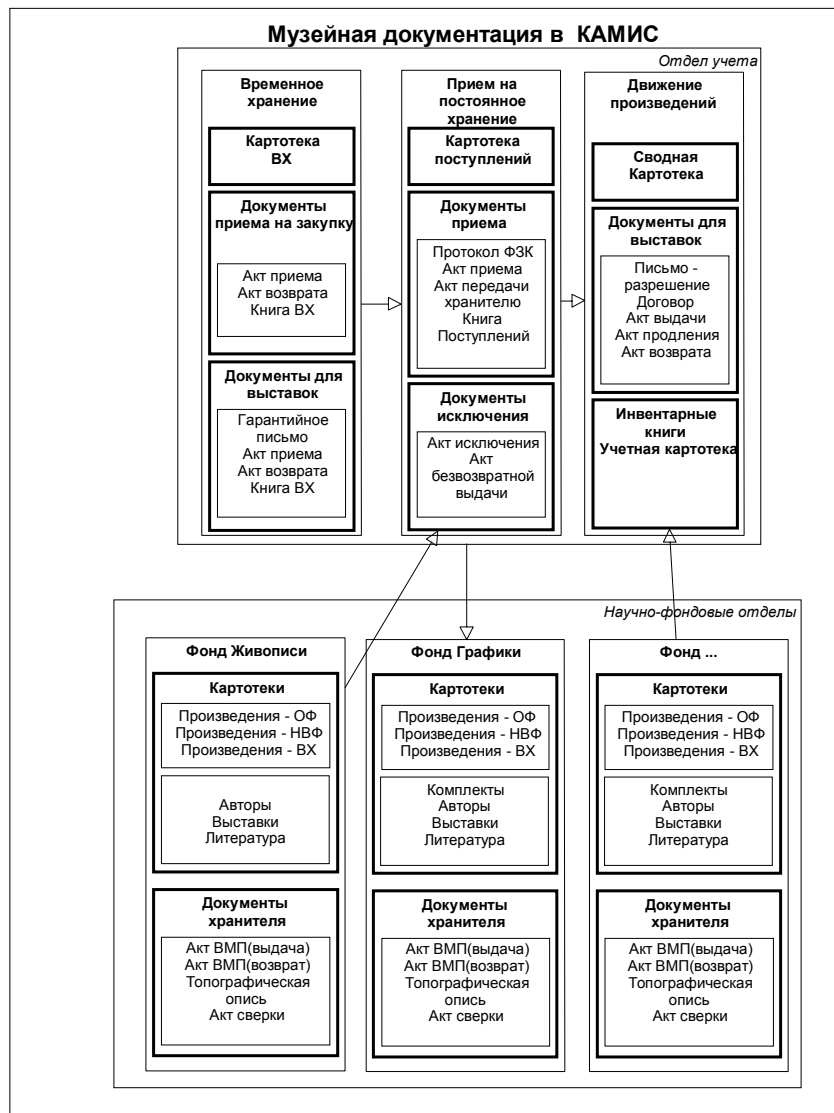 Музейная документация в КАМИС
Отдел учета
Временное
хранение
Картотека
ВХ
Документы
приема на закупку
Акт приема
Акт возврата
Книга ВХ
Документы для
выставок
Гарантийное
письмо
Акт приема
Акт возврата
Книга ВХ
Прием на
постоянное
хранение
Картотека
поступлений
Документы
приема
Протокол ФЗК
Акт приема
Акт передачи
хранителю
Книга
Поступлений
Документы
исключения
Акт исключения
Акт
безвозвратной
выдачи
Движение
произведений
Сводная
Картотека
Документы для
выставок
Письмо -
разрешение
Договор
Акт выдачи
Акт продления
Акт возврата
Инвентарные
книги
Учетная картотека
Научно-фондовые отделы
Фонд Живописи
Картотеки
Произведения - ОФ
Произведения - НВФ
Произведения - ВХ
Авторы
Выставки
Литература
Документы
хранителя
Акт ВМП(выдача)
Акт ВМП(возврат)
Топографическая
опись
Акт сверки
Фонд Графики
Картотеки
Произведения - ОФ
Произведения - НВФ
Произведения - ВХ
Комплекты
Авторы
Выставки
Литература
Документы
хранителя
Акт ВМП(выдача)
Акт ВМП(возврат)
Топографическая
опись
Акт сверки
Фонд ...
Картотеки
Произведения - ОФ
Произведения - НВФ
Произведения - ВХ
Комплекты
Авторы
Выставки
Литература
Документы
хранителя
Акт ВМП(выдача)
Акт ВМП(возврат)
Топографическая
опись
Акт сверки